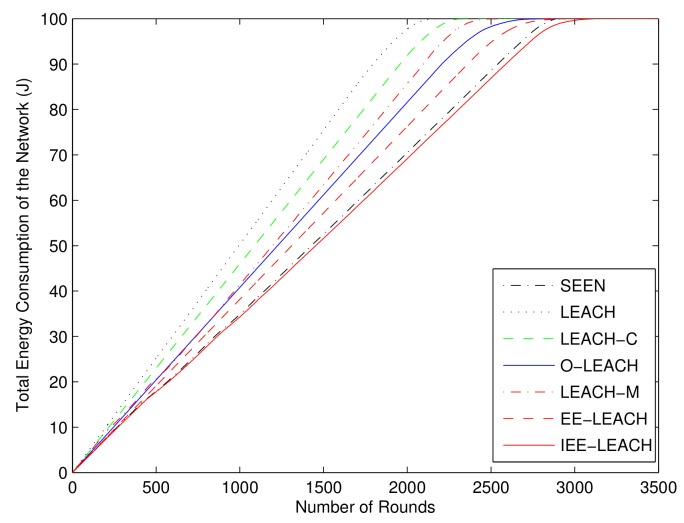 Total Energy Consumption of the Network (J)
100
90
80
70
60
50
40
30
20
10
0
0 500 1000 1500 2000 2500 3000 3500
Number of Rounds
SEEN
LEACH
LEACH−C
O−LEACH
LEACH−M
EE−LEACH
IEE−LEACH